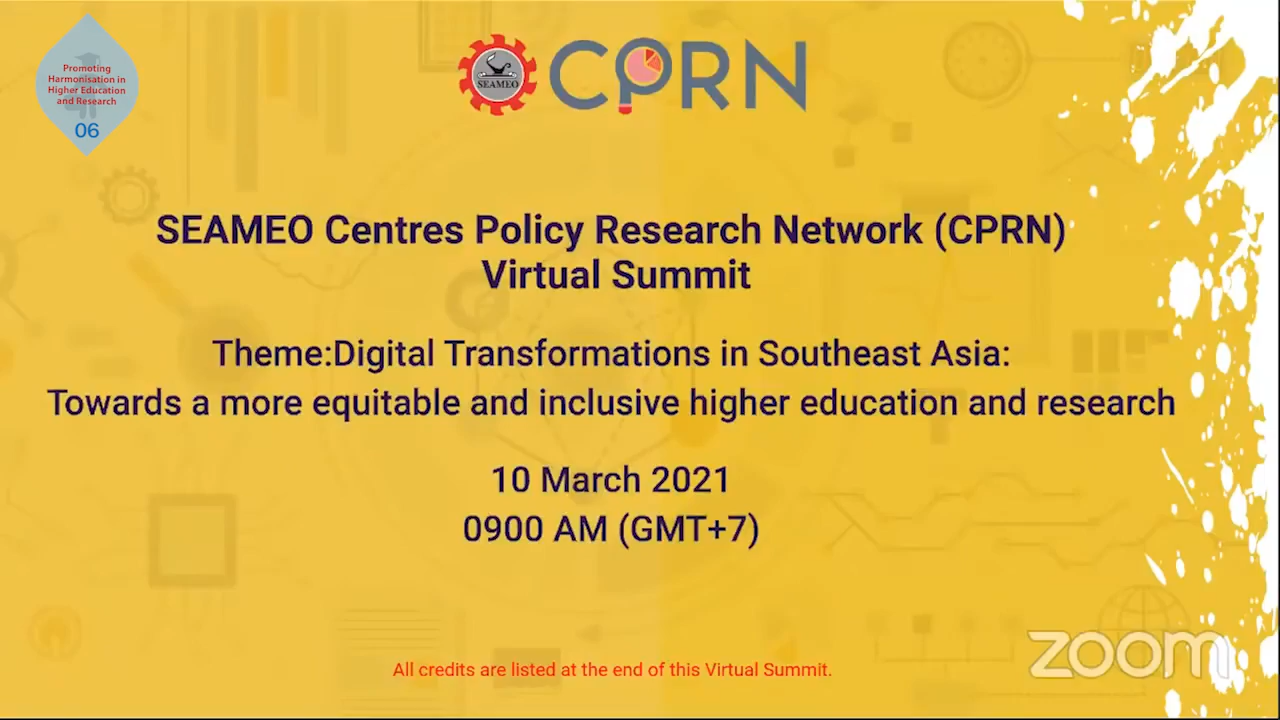 Promoting
Harmonisation in
Higher Education
and Research
06
SEAMEO
CPRN
SEAMEO Centres Policy Research Network (CPRN)
Virtual Summit
Theme:Digital Transformations in Southeast Asia:
Towards a more equitable and inclusive higher education and research
10 March 2021
0900 AM (GMT+7)
All credits are listed at the end of this Virtual Summit.
zoom